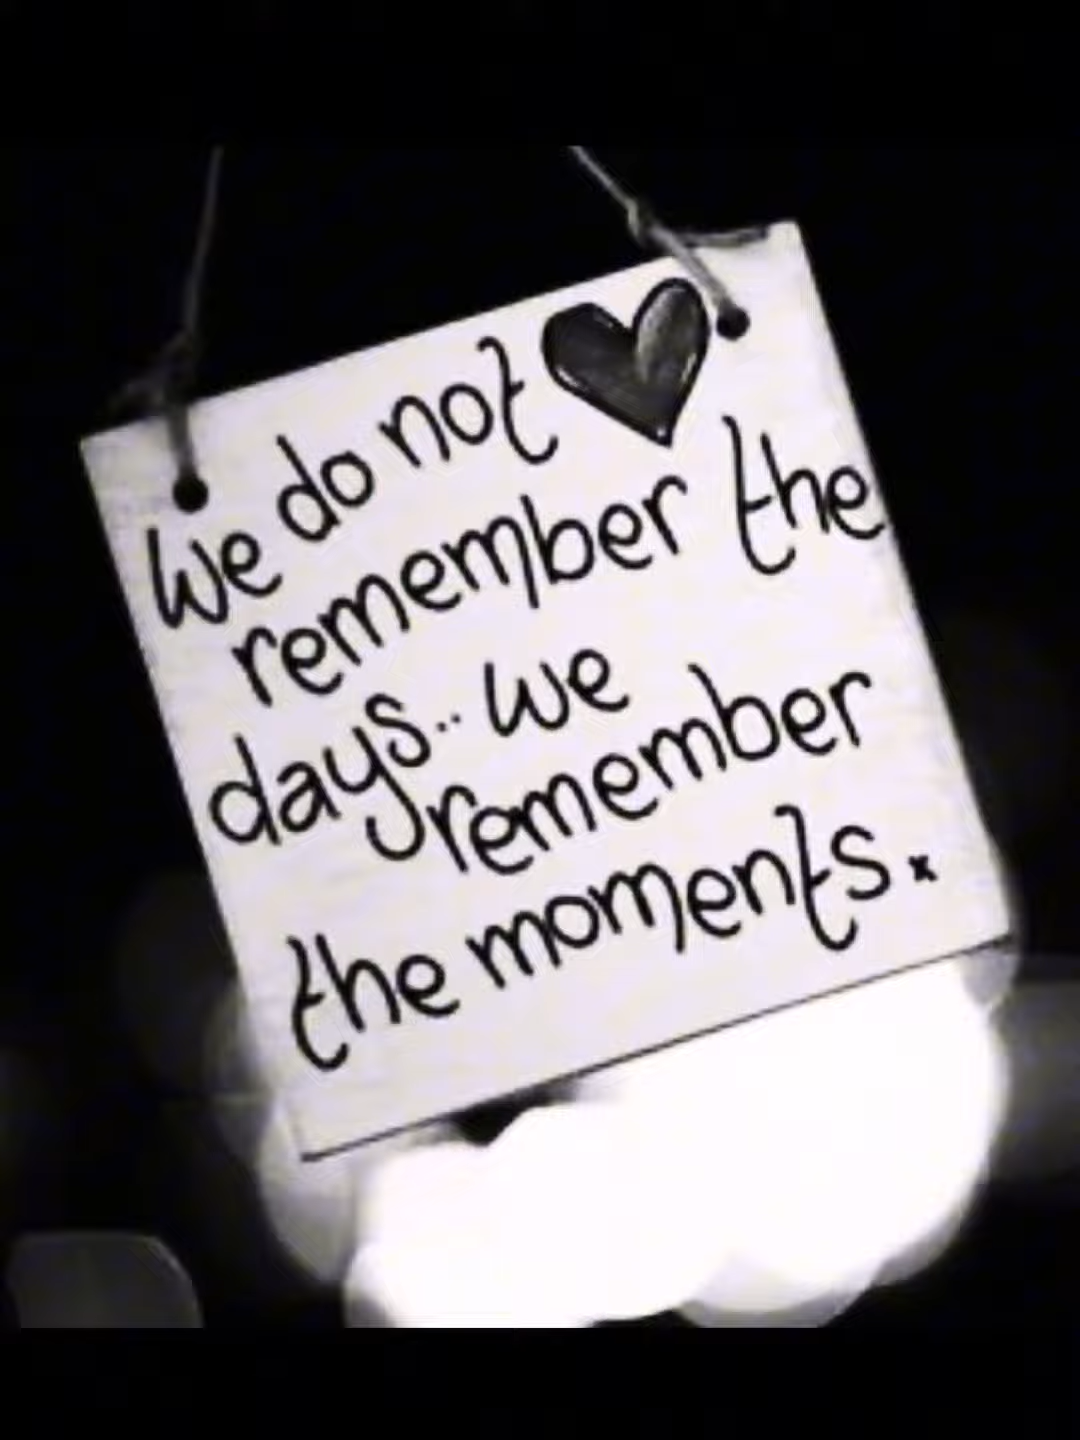 We do not
remember the
days.. we
remember
the moments. x